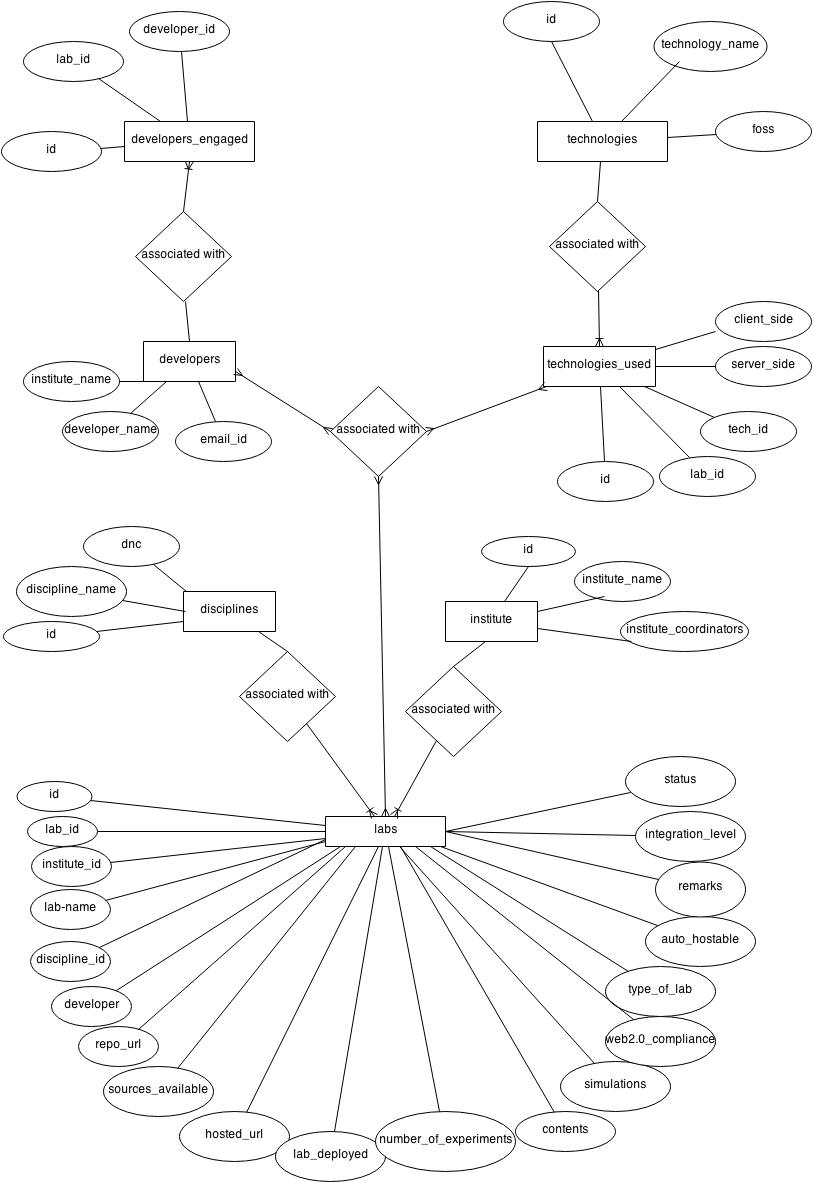 id
developer_id
technology_name
lab_id
foss
developers_engaged
technologies
id
associated with
associated with
client_side
developers
technologies_used
server_side
institute_name
developer_name
associated with
tech_id
email_id
lab_id
id
dnc
id
discipline_name
institute_name
disciplines
institute
institute_coordinators
id
associated with
associated with
status
id
lab_id
labs
integration_level
institute_id
remarks
lab-name
auto_hostable
discipline_id
type_of_lab
developer
web2.0_compliance
repo_url
simulations
sources_available
hosted_url
contents
number_of_experiments
lab_deployed